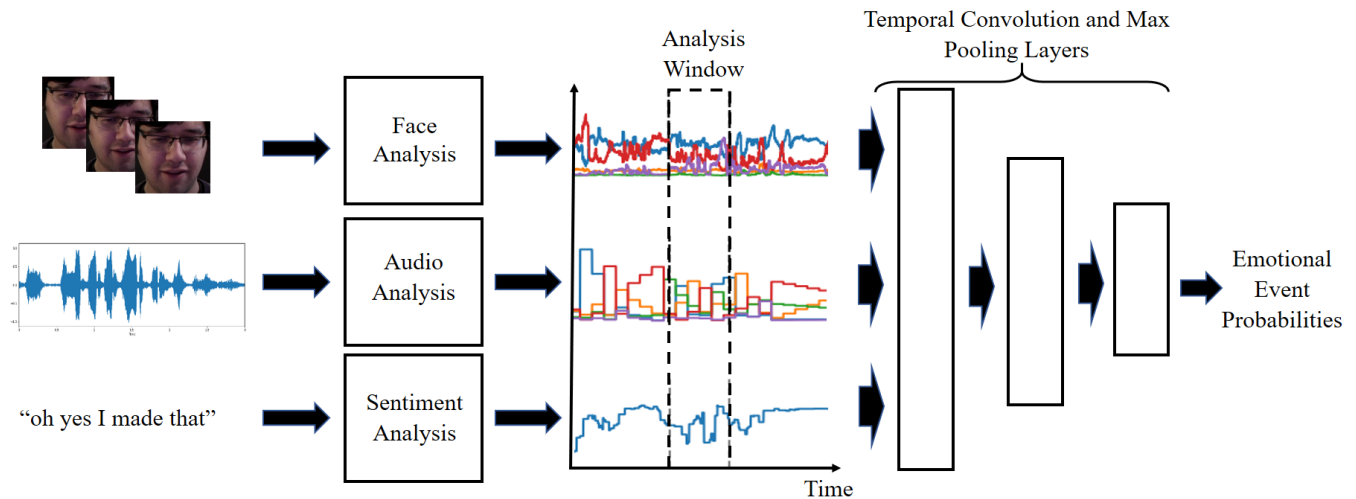 Temporal Convolution and Max
Pooling Layers
Analysis
Window
Face
Analysis
Audio
Analysis
Emotional
Event
Probabilities
“oh yes I made that”
Sentiment
Analysis
Time